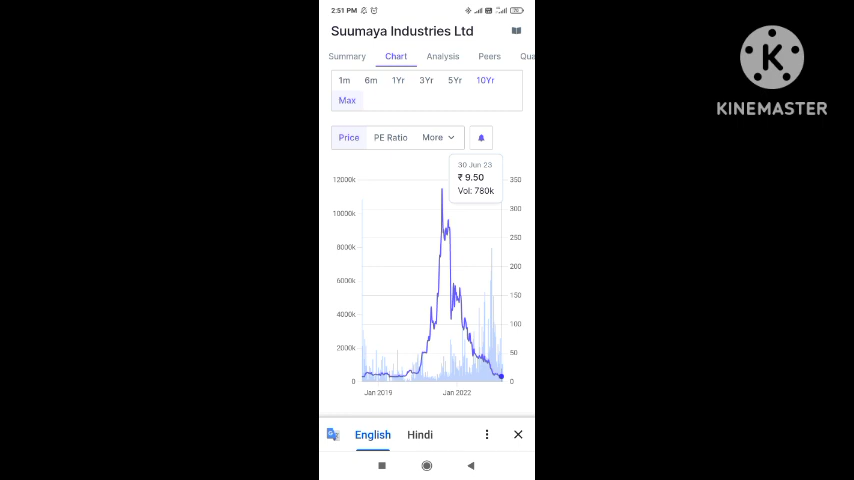 2:51 PM
Suumaya Industries Ltd
Summary Chart Analysis Peers Qua
1m 6m 1Yr 3Yr 5Yr 10Yr
Max
Price PE Ratio More
30 Jun 23
₹ 9.50
Vol: 780k
12000k 350
10000k 300
250
8000k
200
6000k
150
4000k
100
2000k 50
0 0
Jan 2019 Jan 2022
English Hindi
K
KINEMASTER